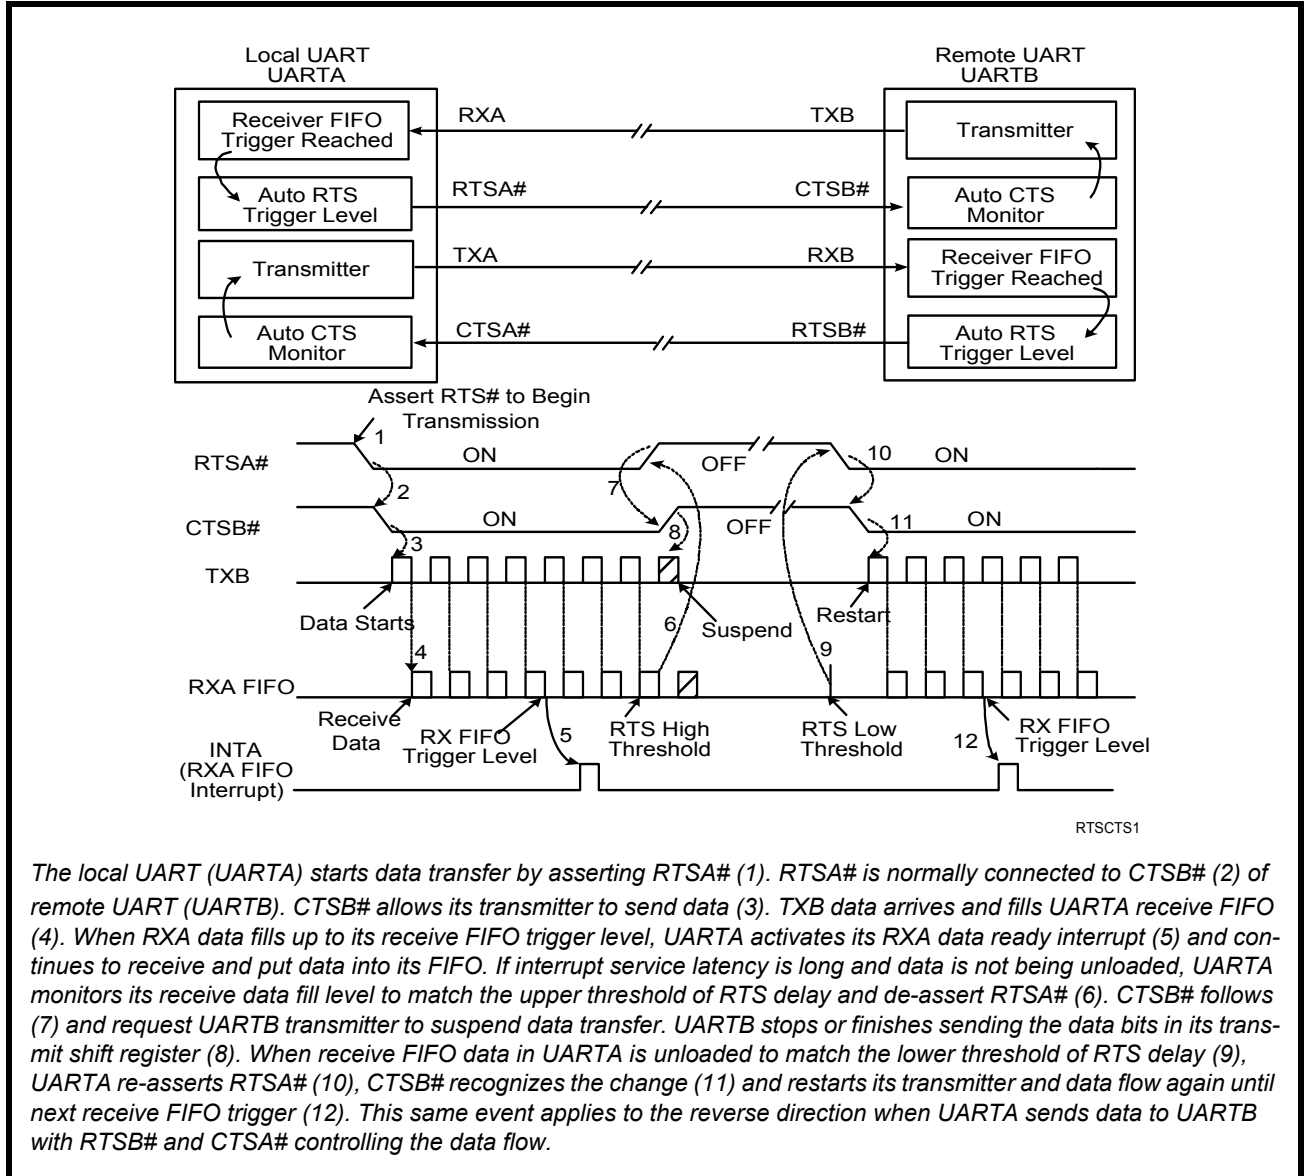 Local UART
UARTA
Remote UART
UARTB
Receiver FIFO
Trigger Reached
RXA
TXB
Transmitter
Auto RTS
Trigger Level
RTSA#
CTSB#
Auto CTS
Monitor
Transmitter
TXA
RXB
Receiver FIFO
Trigger Reached
Auto CTS
Monitor
CTSA#
RTSB#
Auto RTS
Trigger Level
Assert RTS# to Begin
Transmission
1
RTSA#
ON
OFF
10
ON
2
7
CTSB#
ON
8
OFF
11
ON
3
TXB
Data Starts
6
Suspend
Restart
4
9
RXA FIFO
Receive
Data
RX FIFO
Trigger Level
5
RTS High
Threshold
RTS Low
Threshold
12
RX FIFO
Trigger Level
INTA
(RXA FIFO
Interrupt)
RTSCTS1
The local UART (UARTA) starts data transfer by asserting RTSA# (1). RTSA# is normally connected to CTSB# (2) of
remote UART (UARTB). CTSB# allows its transmitter to send data (3). TXB data arrives and fills UARTA receive FIFO
(4). When RXA data fills up to its receive FIFO trigger level, UARTA activates its RXA data ready interrupt (5) and con-
tinues to receive and put data into its FIFO. If interrupt service latency is long and data is not being unloaded, UARTA
monitors its receive data fill level to match the upper threshold of RTS delay and de-assert RTSA# (6). CTSB# follows
(7) and request UARTB transmitter to suspend data transfer. UARTB stops or finishes sending the data bits in its trans-
mit shift register (8). When receive FIFO data in UARTA is unloaded to match the lower threshold of RTS delay (9),
UARTA re-asserts RTSA# (10), CTSB# recognizes the change (11) and restarts its transmitter and data flow again until
next receive FIFO trigger (12). This same event applies to the reverse direction when UARTA sends data to UARTB
with RTSB# and CTSA# controlling the data flow.